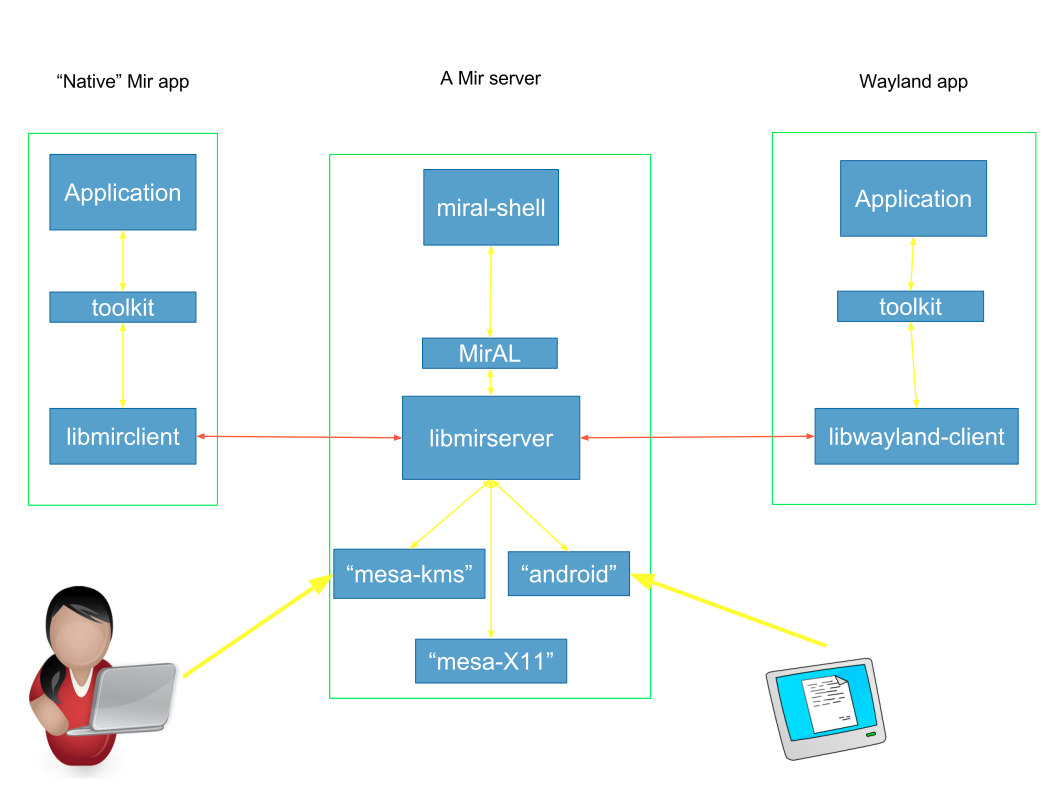 “Native” Mir app
A Mir server
Wayland app
Application
toolkit
libmirclient
miral-shell
MirAL
libmirserver
“mesa-kms”
“android”
“mesa-X11”
Application
toolkit
libwayland-client